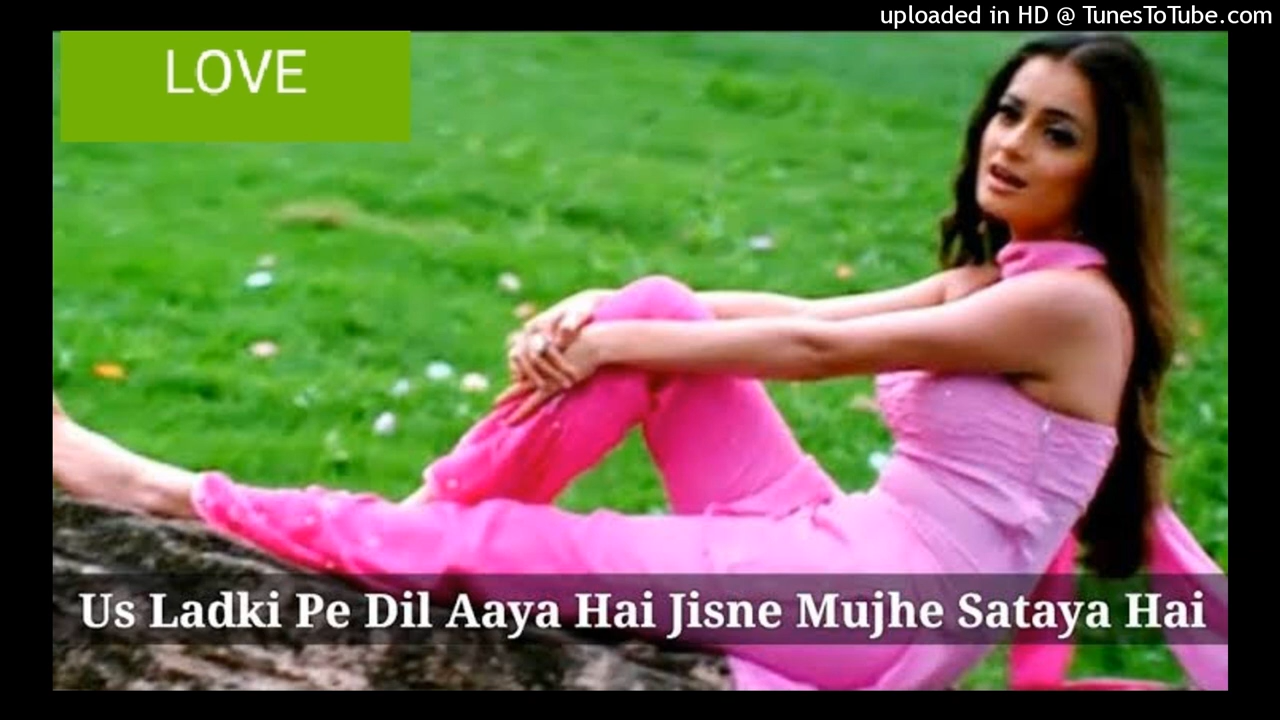 uploaded in HD @ TunesToTube.com
LOVE
Us Ladki Pe Dil Aaya Hai Jisne Mujhe Sataya Hai